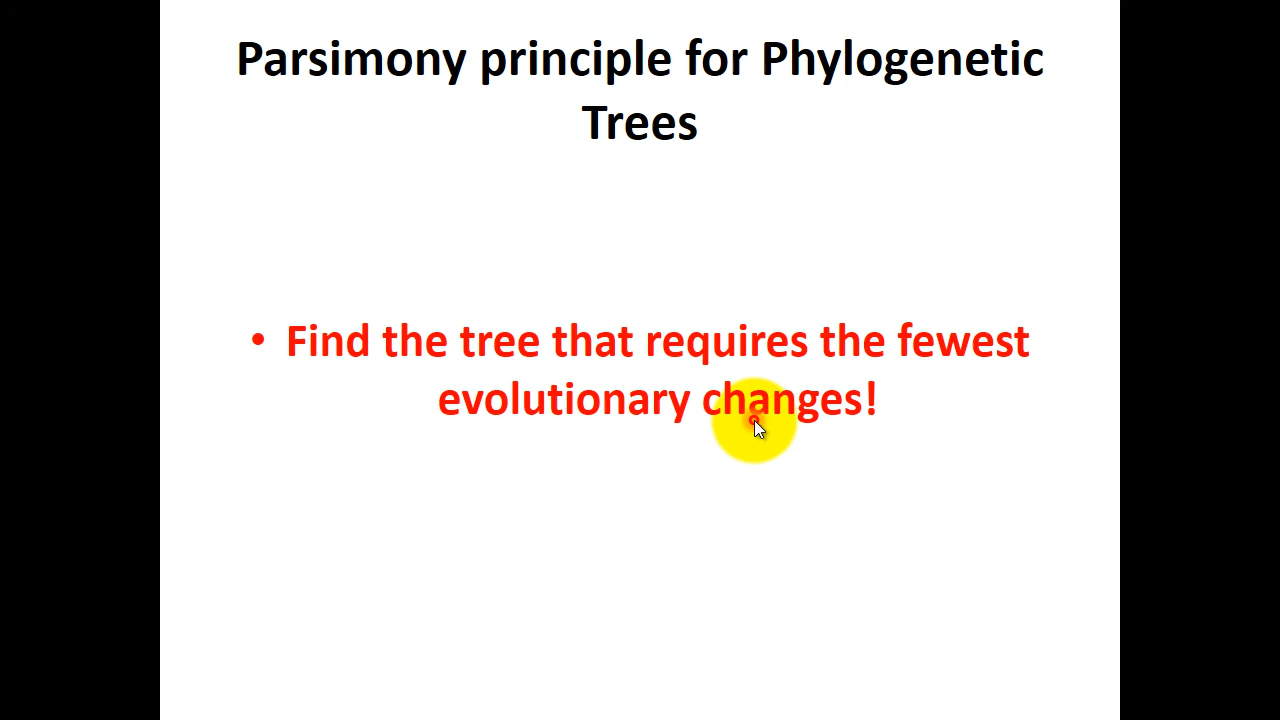 Parsimony principle for Phylogenetic
Trees
• Find the tree that requires the fewest
evolutionary changes!